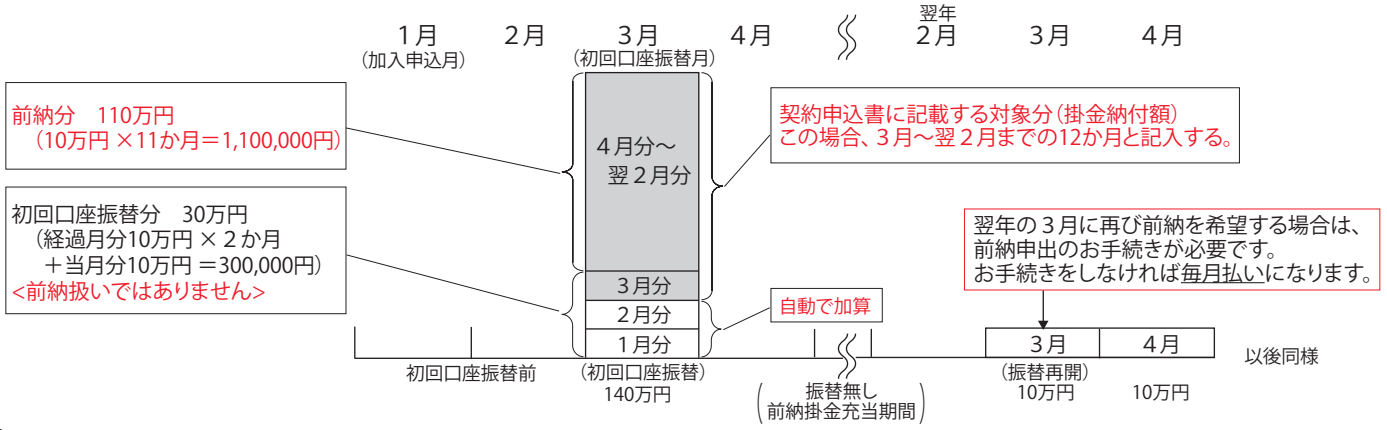 翌年
1月 2月 3月 4月 2月 3月 4月
(加入申込月) (初回口座振替月)
前納分 110万円
(10万円 ×11か月＝1,100,000円)
契約申込書に記載する対象分(掛金納付額)
この場合、3月～翌2月までの12か月と記入する。
4月分～
翌2月分
初回口座振替分 30万円
(経過月分10万円 × 2か月
＋当月分10万円 ＝300,000円)
<前納扱いではありません>
翌年の3月に再び前納を希望する場合は、
前納申出のお手続きが必要です。
お手続きをしなければ毎月払いになります。
3月分
2月分
1月分
自動で加算
3月 4月
以後同様
初回口座振替前
(初回口座振替)
140万円
(振替無し
前納掛金充当期間)
(振替再開)
10万円 10万円